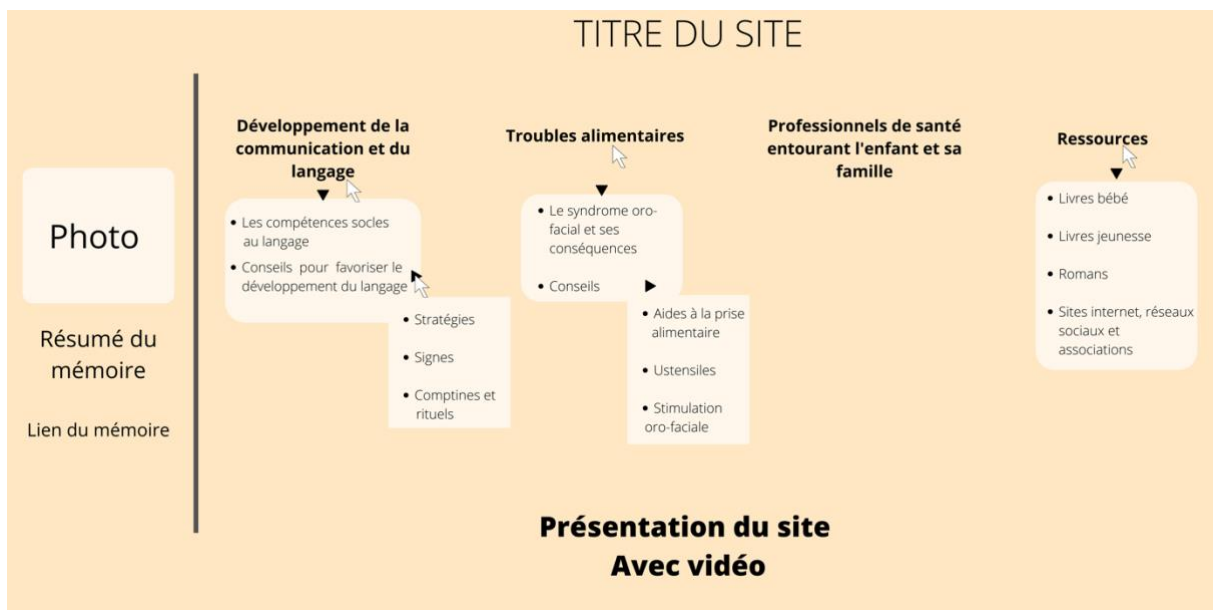 TITRE DU SITE
Photo
Résumé du
mémoire
Lien du mémoire
Développement de la
communication et du
langage
• Les compétences socles
au langage
• Conseils pour favoriser le
développement du langage
• Stratégies
• Signes
• Comptines et
rituels
Troubles alimentaires
• Le syndrome oro-
facial et ses
conséquences
• Conseils
• Aides à la prise
alimentaire
• Ustensiles
• Stimulation
oro-faciale
Professionnels de santé
entourant l'enfant et sa
famille
Ressources
• Livres bébé
• Livres jeunesse
• Romans
• Sites internet, réseaux
sociaux et
associations
Présentation du site
Avec vidéo